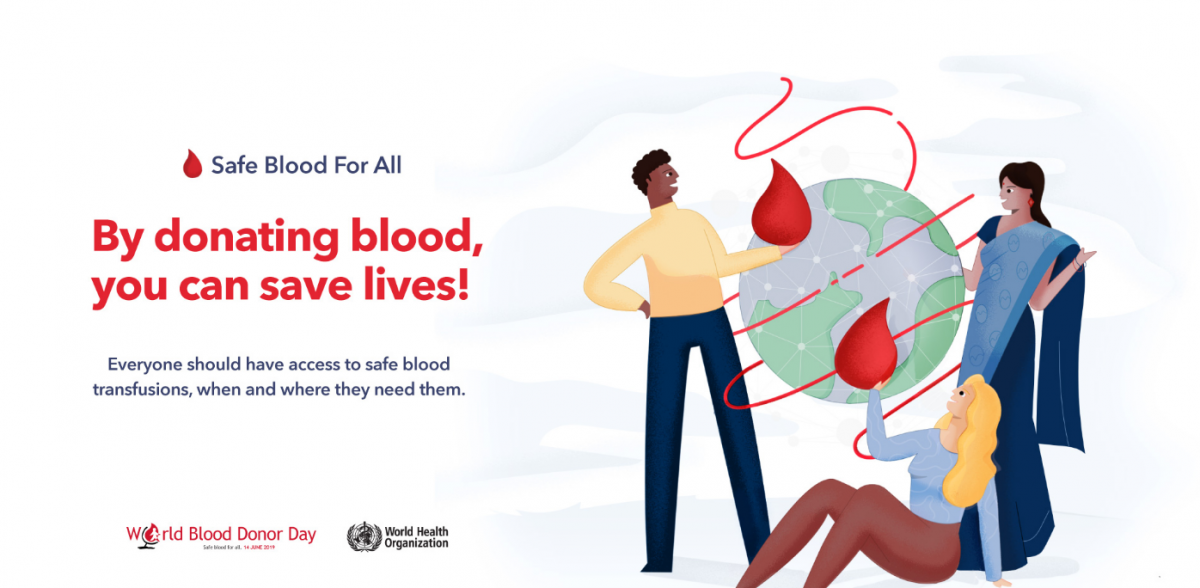 Safe Blood For All
By donating blood,
you can save lives!
Everyone should have access to safe blood
transfusions, when and where they need them.
World Blood Donor Day
Safe blood for all. 14 JUNE 2019
World Health
Organization